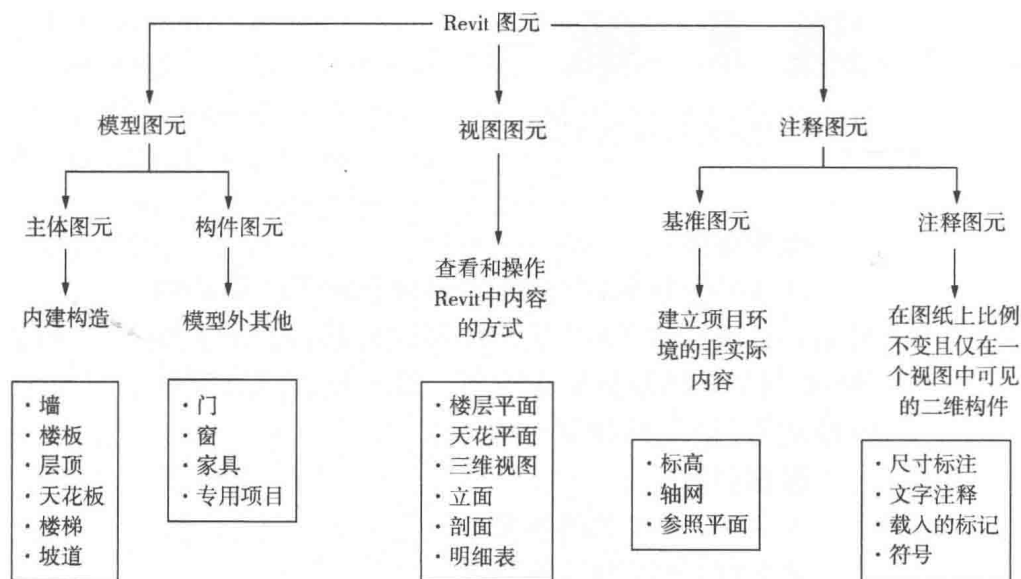 Revit 图元
模型图元
视图图元
注释图元
主体图元
构件图元
基准图元
注释图元
内建构造
模型外其他
查看和操作
Revit中内容
的方式
建立项目环
境的非实际
内容
在图纸上比例
不变且仅在一
个视图中可见
的二维构件
·墙
·楼板
·层顶
·天花板
·楼梯
·坡道
·门
·窗
·家具
·专用项目
·楼层平面
·天花平面
·三维视图
·立面
·剖面
·明细表
·标高
·轴网
·参照平面
·尺寸标注
·文字注释
·载入的标记
·符号